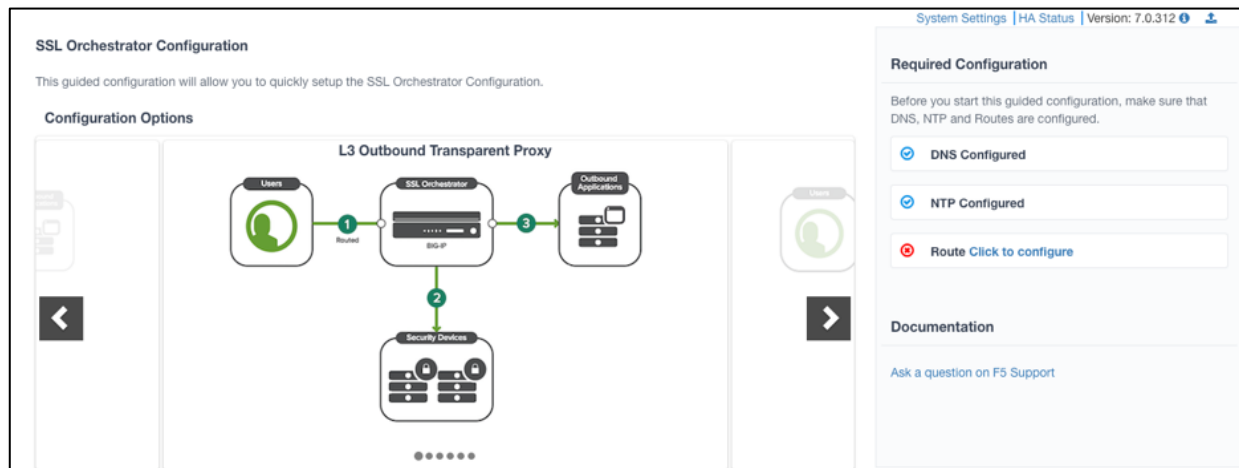 System Settings | HA Status | Version: 7.0.312
SSL Orchestrator Configuration
This guided configuration will allow you to quickly setup the SSL Orchestrator Configuration.
Configuration Options
L3 Outbound Transparent Proxy
Users
SSL Orchestrator
Outbound
Applications
1
Routed
BIG-IP
3
2
Security Devices
Users
Required Configuration
Before you start this guided configuration, make sure that
DNS, NTP and Routes are configured.
DNS Configured
NTP Configured
Route Click to configure
Documentation
Ask a question on F5 Support